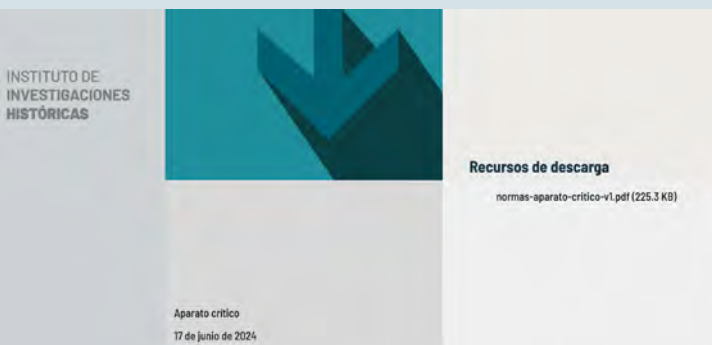 INSTITUTO DE
INVESTIGACIONES
HISTÓRICAS
Recursos de descarga
normas-aparato-critico-v1.pdf (225.3 KB)
Aparato crítico
17 de junio de 2024